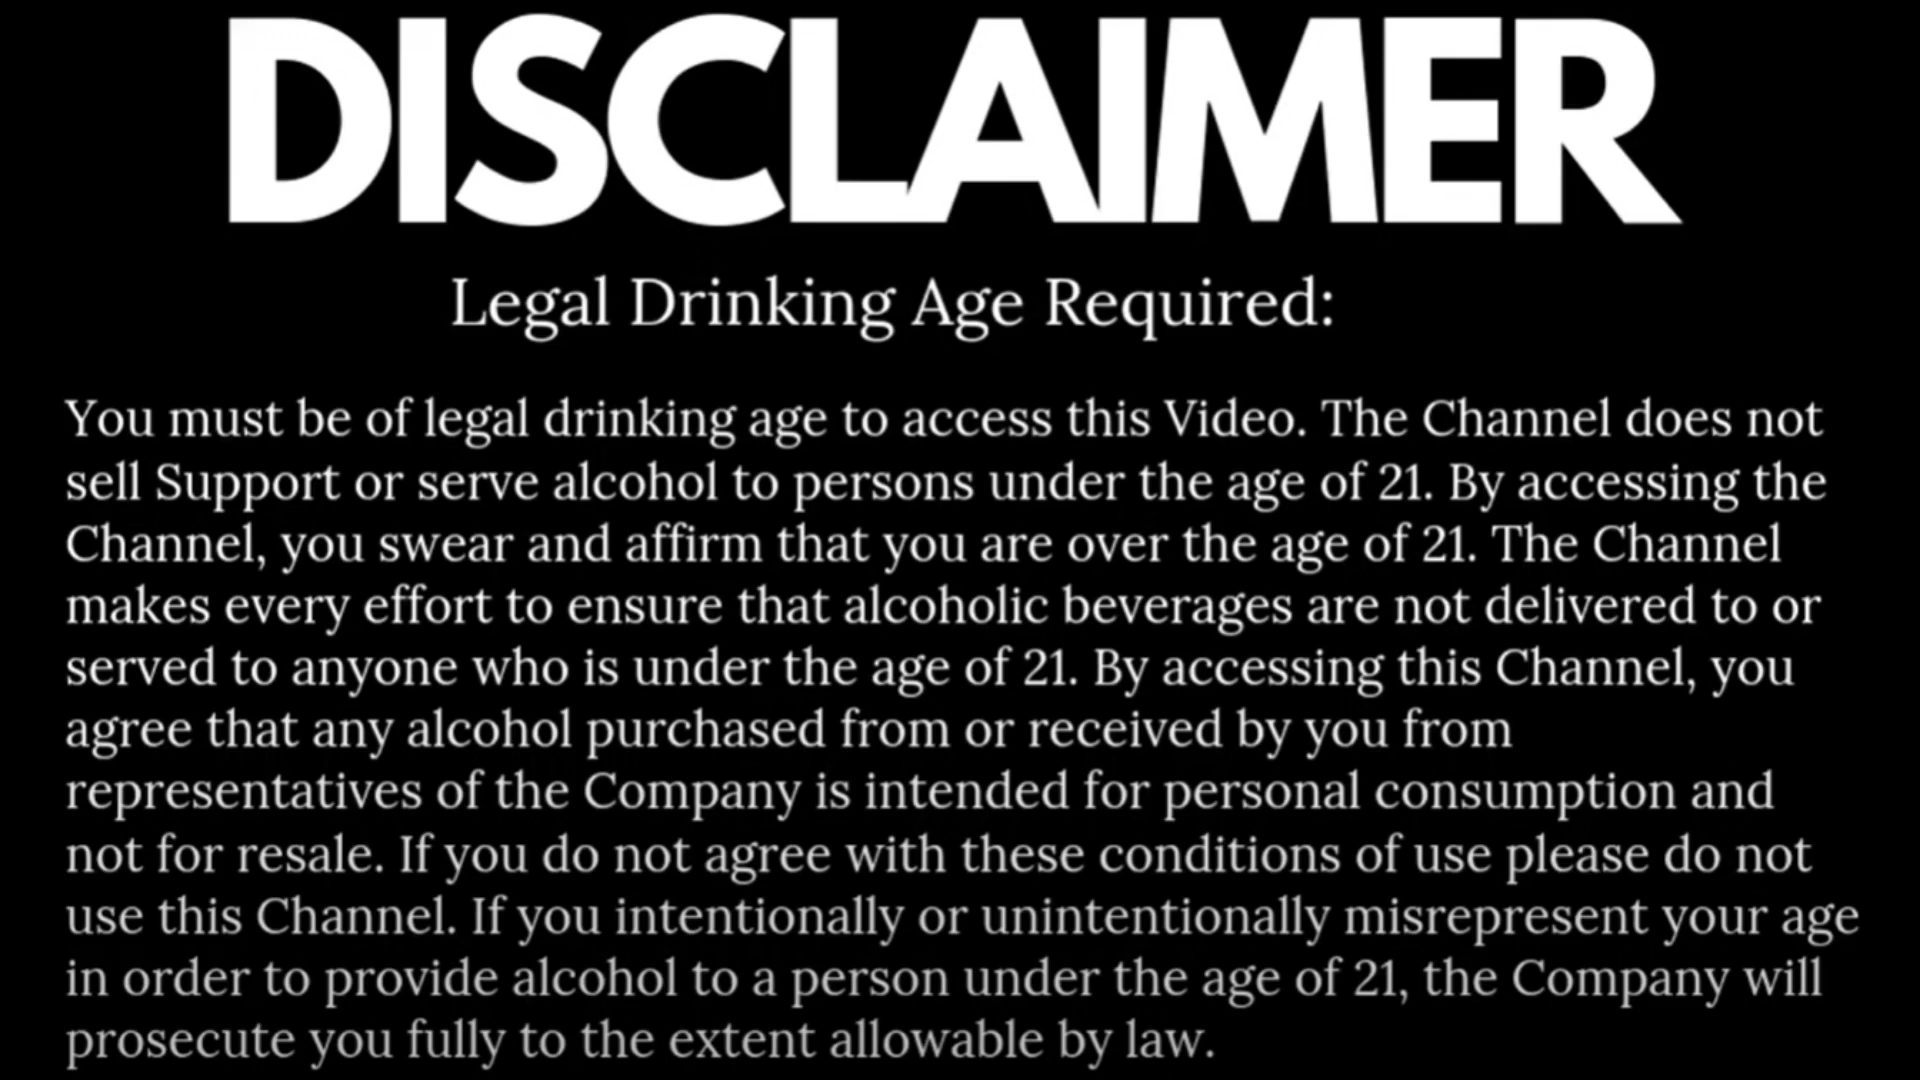 DISCLAIMER
Legal Drinking Age Required:
You must be of legal drinking age to access this Video. The Channel does not
sell Support or serve alcohol to persons under the age of 21. By accessing the
Channel, you swear and affirm that you are over the age of 21. The Channel
makes every effort to ensure that alcoholic beverages are not delivered to or
served to anyone who is under the age of 21. By accessing this Channel, you
agree that any alcohol purchased from or received by you from
representatives of the Company is intended for personal consumption and
not for resale. If you do not agree with these conditions of use please do not
use this Channel. If you intentionally or unintentionally misrepresent your age
in order to provide alcohol to a person under the age of 21, the Company will
prosecute you fully to the extent allowable by law.